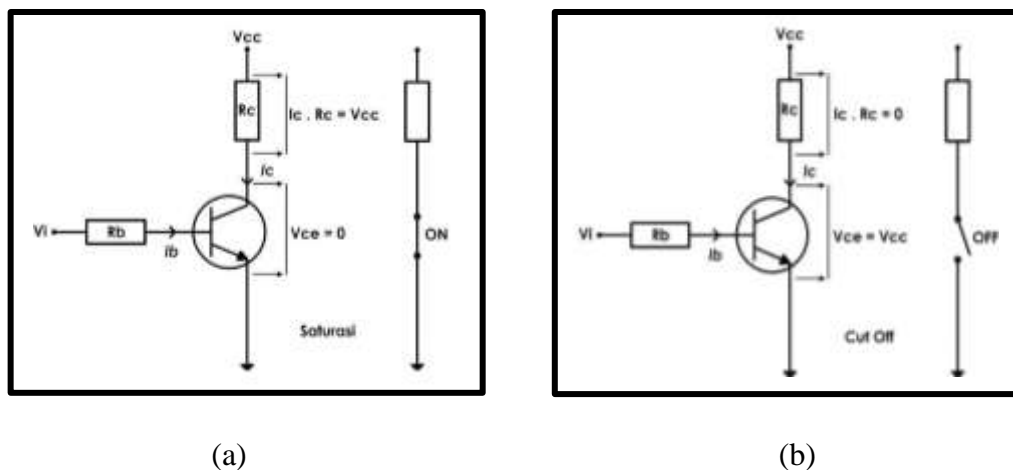 Vcc
Rc
Ic . Rc = Vcc
Ic
Vi
Rb
Ib
Vce = 0
ON
Saturasi
(a)
Vcc
Rc
Ic . Rc = 0
Ic
Vi
Rb
Ib
Vce = Vcc
OFF
Cut Off
(b)